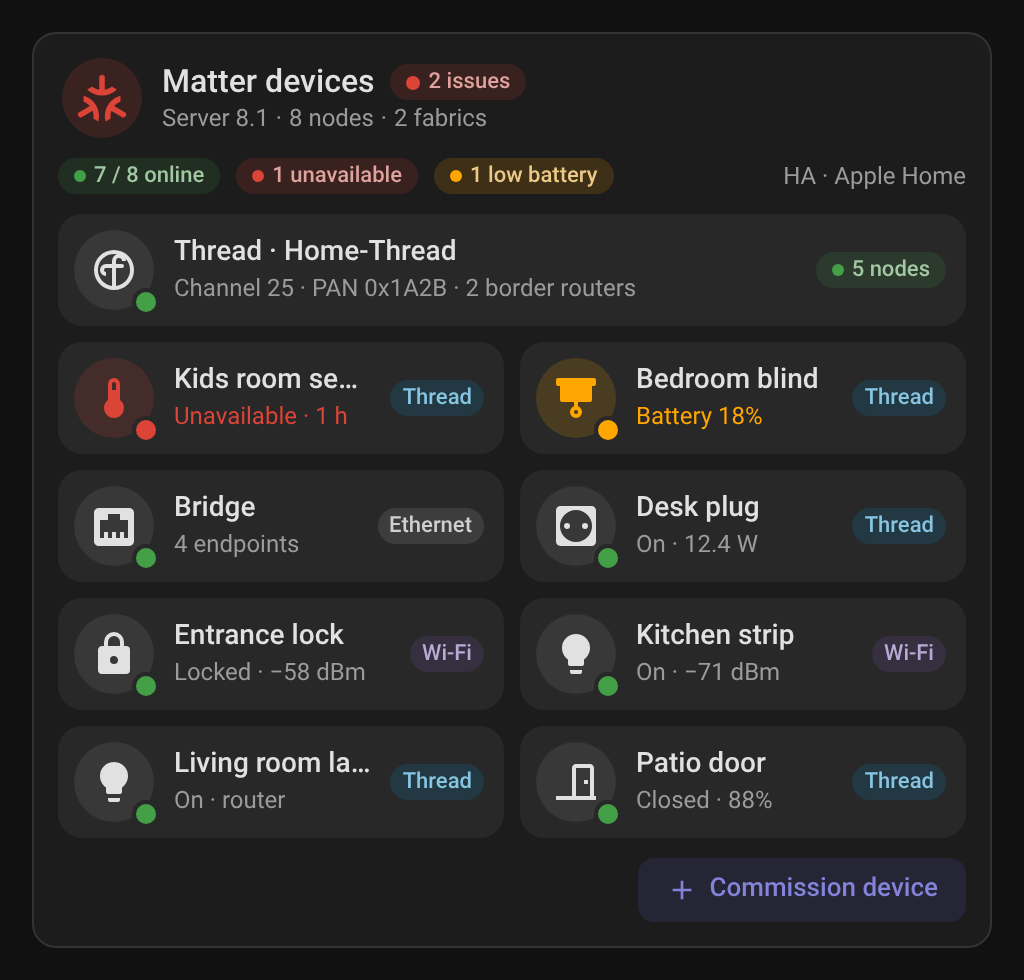 Matter devices
2 issues
Server 8.1 · 8 nodes · 2 fabrics
7 / 8 online
1 unavailable
1 low battery
HA · Apple Home
Thread · Home-Thread
Channel 25 · PAN 0x1A2B · 2 border routers
5 nodes
Kids room se...
Unavailable · 1 h
Thread
Bedroom blind
Battery 18%
Thread
Bridge
4 endpoints
Ethernet
Desk plug
On · 12.4 W
Thread
Entrance lock
Locked · −58 dBm
Wi-Fi
Kitchen strip
On · −71 dBm
Wi-Fi
Living room la...
On · router
Thread
Patio door
Closed · 88%
Thread
+ Commission device